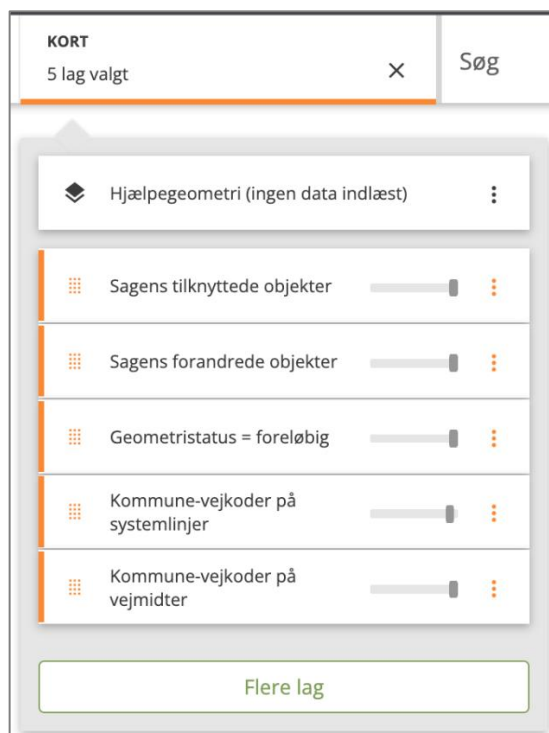 KORT
5 lag valgt
Søg
Hjælpegeometri (ingen data indlæst)
Sagens tilknyttede objekter
Sagens forandrede objekter
Geometristatus = foreløbig
Kommune-vejkoder på
systemlinjer
Kommune-vejkoder på
vejmidter
Flere lag